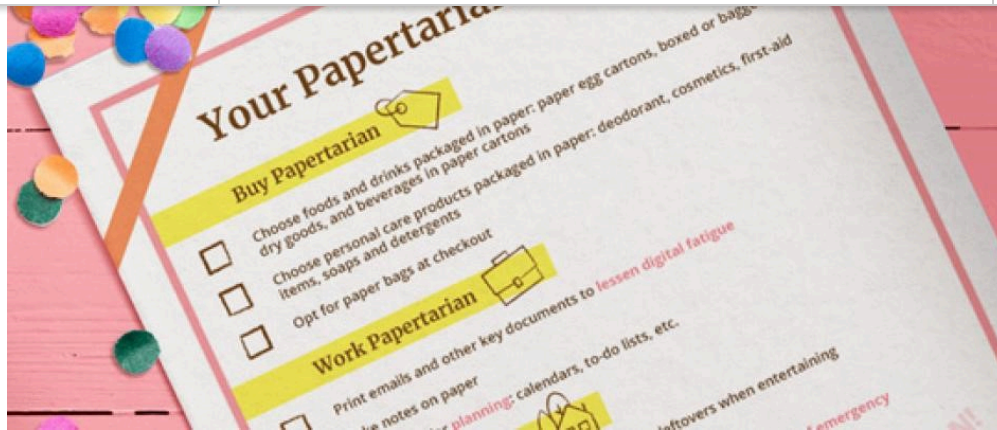 Your
Buy Papertarian
Choose foods and drinks packaged in paper: paper egg cartons, boxed or
dry goods, and beverages in paper cartons
Choose personal care products packaged in paper: deodorant, cosmetics, first-aid
items, soaps and detergents
Opt for paper bags at checkout
Work Papertarian
Print emails and other key documents to lessen digital fatigue
notes on paper
planning: calendars, to-do lists, etc.
leftovers when entertaining
emergency